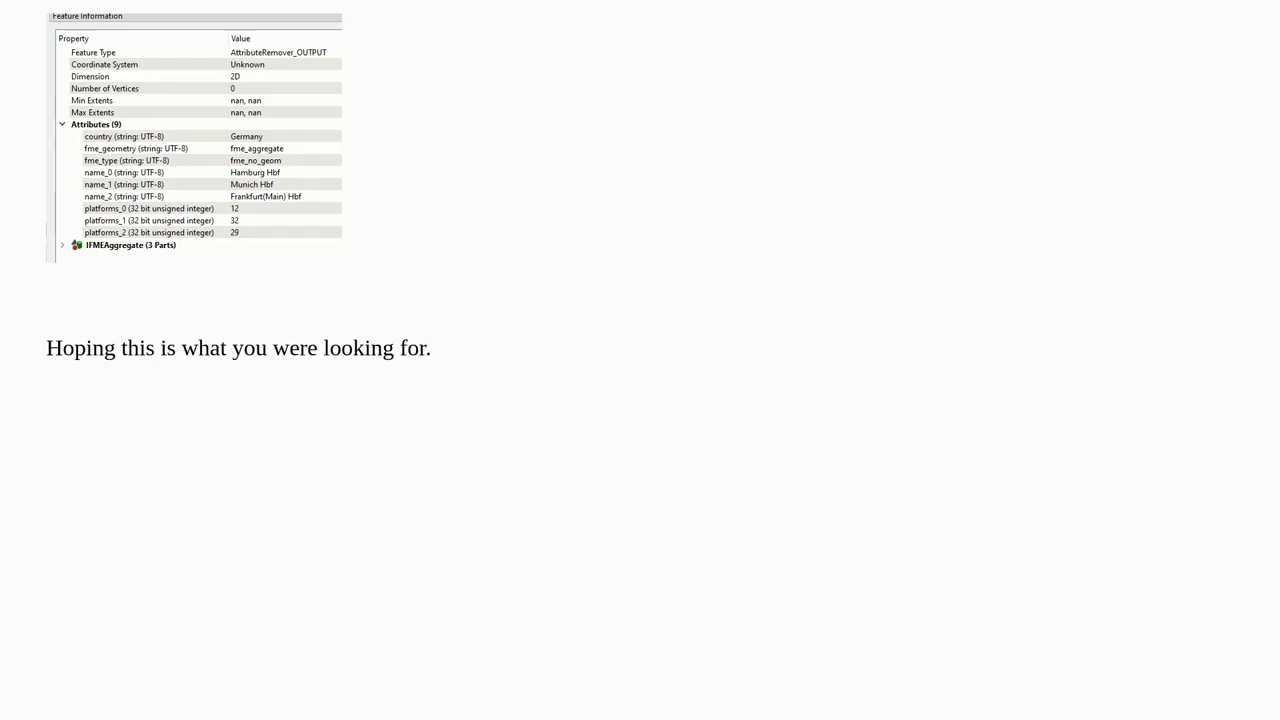 Feature Information
Property Value
Feature Type AttributeRemover_OUTPUT
Coordinate System Unknown
Dimension 2D
Number of Vertices 0
Min Extents nan, nan
Max Extents nan, nan
Attributes (9)
country (string: UTF-8) Germany
fme_geometry (string: UTF-8) fme_aggregate
fme_type (string: UTF-8) fme_no_geom
name_0 (string: UTF-8) Hamburg Hbf
name_1 (string: UTF-8) Munich Hbf
name_2 (string: UTF-8) Frankfurt(Main) Hbf
platforms_0 (32 bit unsigned integer) 12
platforms_1 (32 bit unsigned integer) 32
platforms_2 (32 bit unsigned integer) 29
IFMEAggregate (3 Parts)
Hoping this is what you were looking for.